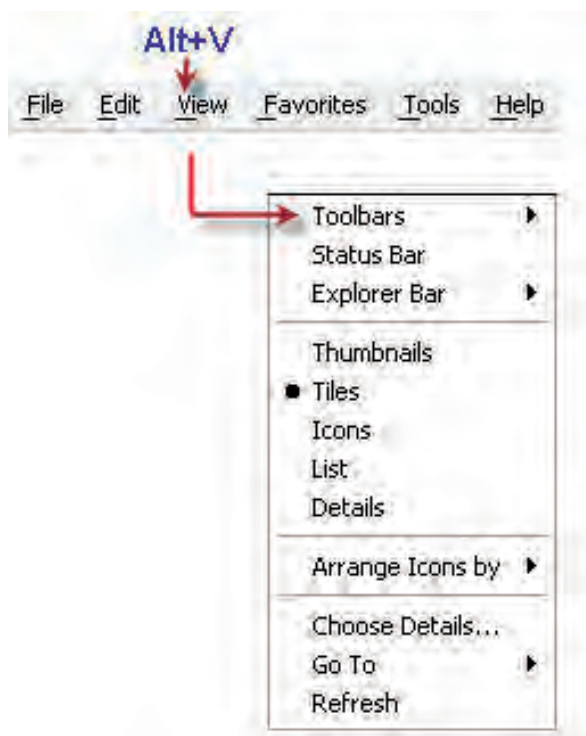 Alt+V
File Edit View Favorites Tools Help
Toolbars
Status Bar
Explorer Bar
Thumbnails
Tiles
Icons
List
Details
Arrange Icons by
Choose Details...
Go To
Refresh